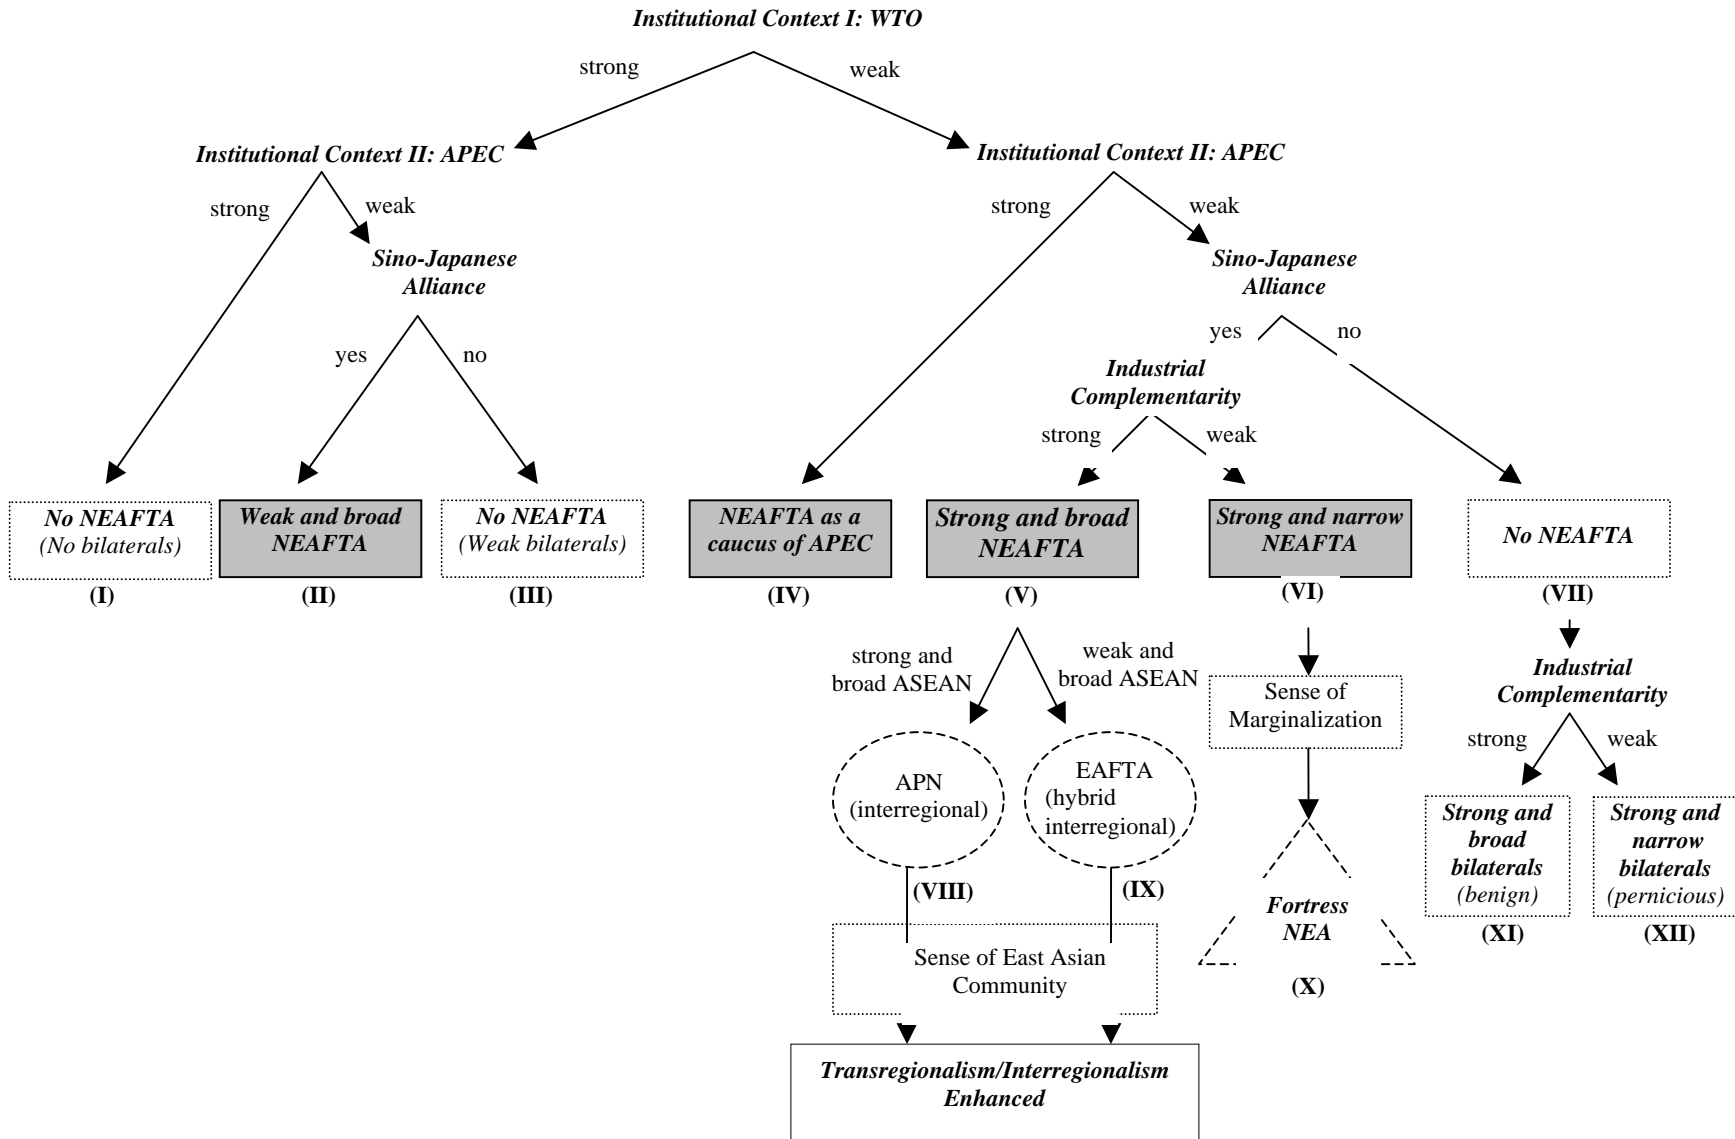 Institutional Context I: WTO
strong
weak
Institutional Context II: APEC
Institutional Context II: APEC
strong
weak
strong
weak
Sino-Japanese
Alliance
Sino-Japanese
Alliance
yes
no
yes
no
Industrial
Complementarity
strong
weak
No NEAFTA
(No bilaterals)
(I)
Weak and broad
NEAFTA
(II)
No NEAFTA
(Weak bilaterals)
(III)
NEAFTA as a
caucus of APEC
(IV)
Strong and broad
NEAFTA
(V)
Strong and narrow
NEAFTA
(VI)
No NEAFTA
(VII)
strong and
broad ASEAN
weak and
broad ASEAN
Sense of
Marginalization
Industrial
Complementarity
strong
weak
APN
(interregional)
(VIII)
EAFTA
(hybrid
interregional)
(IX)
Fortress
NEA
(X)
Strong and
broad
bilaterals
(benign)
(XI)
Strong and
narrow
bilaterals
(pernicious)
(XII)
Sense of East Asian
Community
Transregionalism/Interregionalism
Enhanced